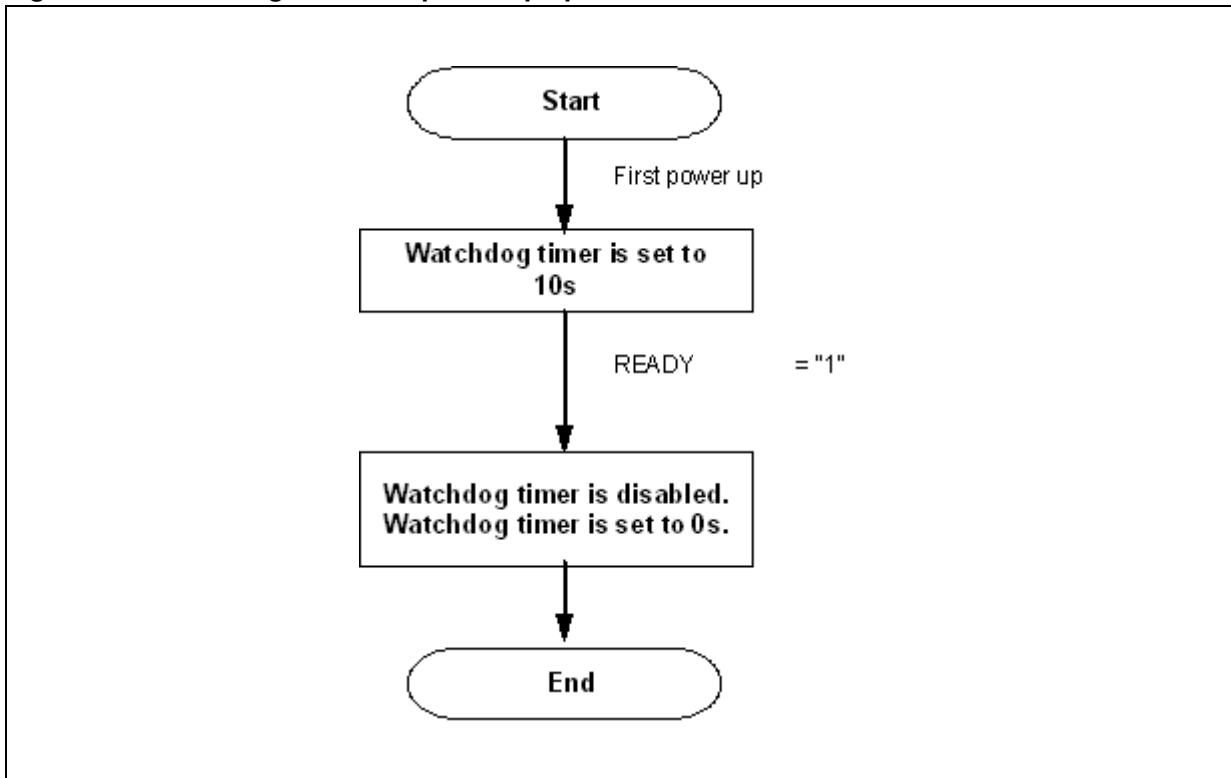 Start
First power up
Watchdog timer is set to
10s
READY = "1"
Watchdog timer is disabled.
Watchdog timer is set to 0s.
End